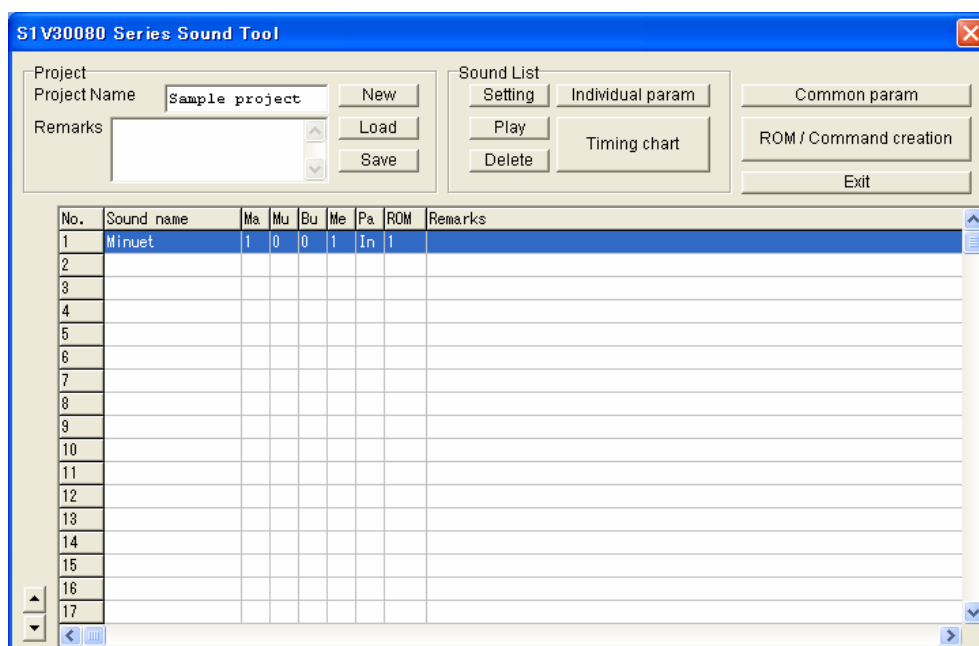 S1V30080 Series Sound Tool
Project
Project Name Sample project New
Remarks Load
Save
Sound List
Setting Individual param
Play Timing chart
Delete
Common param
ROM / Command creation
Exit
No. Sound name Ma Mu Bu Me Pa ROM Remarks
1 Minuet 1 0 0 1 In 1
2
3
4
5
6
7
8
9
10
11
12
13
14
15
16
17